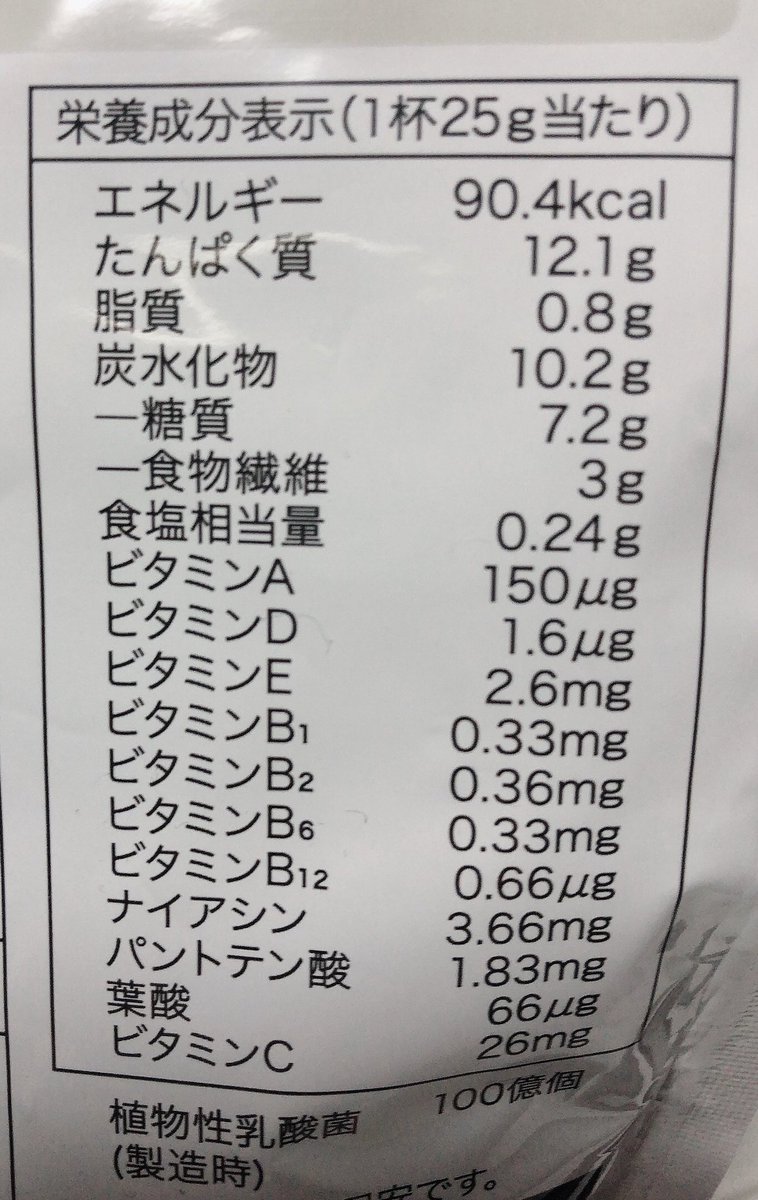 栄養成分表示(1杯25g当たり)
エネルギー 90.4kcal
たんぱく質 12.1g
脂質 0.8g
炭水化物 10.2g
―糖質 7.2g
―食物繊維 3g
食塩相当量 0.24g
ビタミンA 150μg
ビタミンD 1.6μg
ビタミンE 2.6mg
ビタミンB1 0.33mg
ビタミンB2 0.36mg
ビタミンB6 0.33mg
ビタミンB12 0.66μg
ナイアシン 3.66mg
パントテン酸 1.83mg
葉酸 66μg
ビタミンC 26mg
植物性乳酸菌 100億個
(製造時)
です。